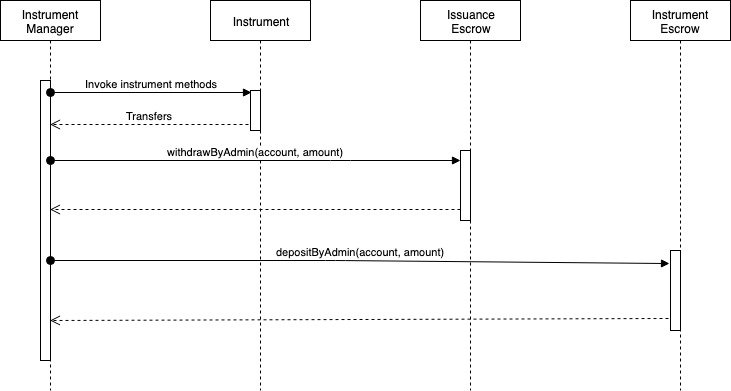 Instrument
Manager
Instrument
Issuance
Escrow
Instrument
Escrow
Invoke instrument methods
Transfers
withdrawByAdmin(account, amount)
depositByAdmin(account, amount)